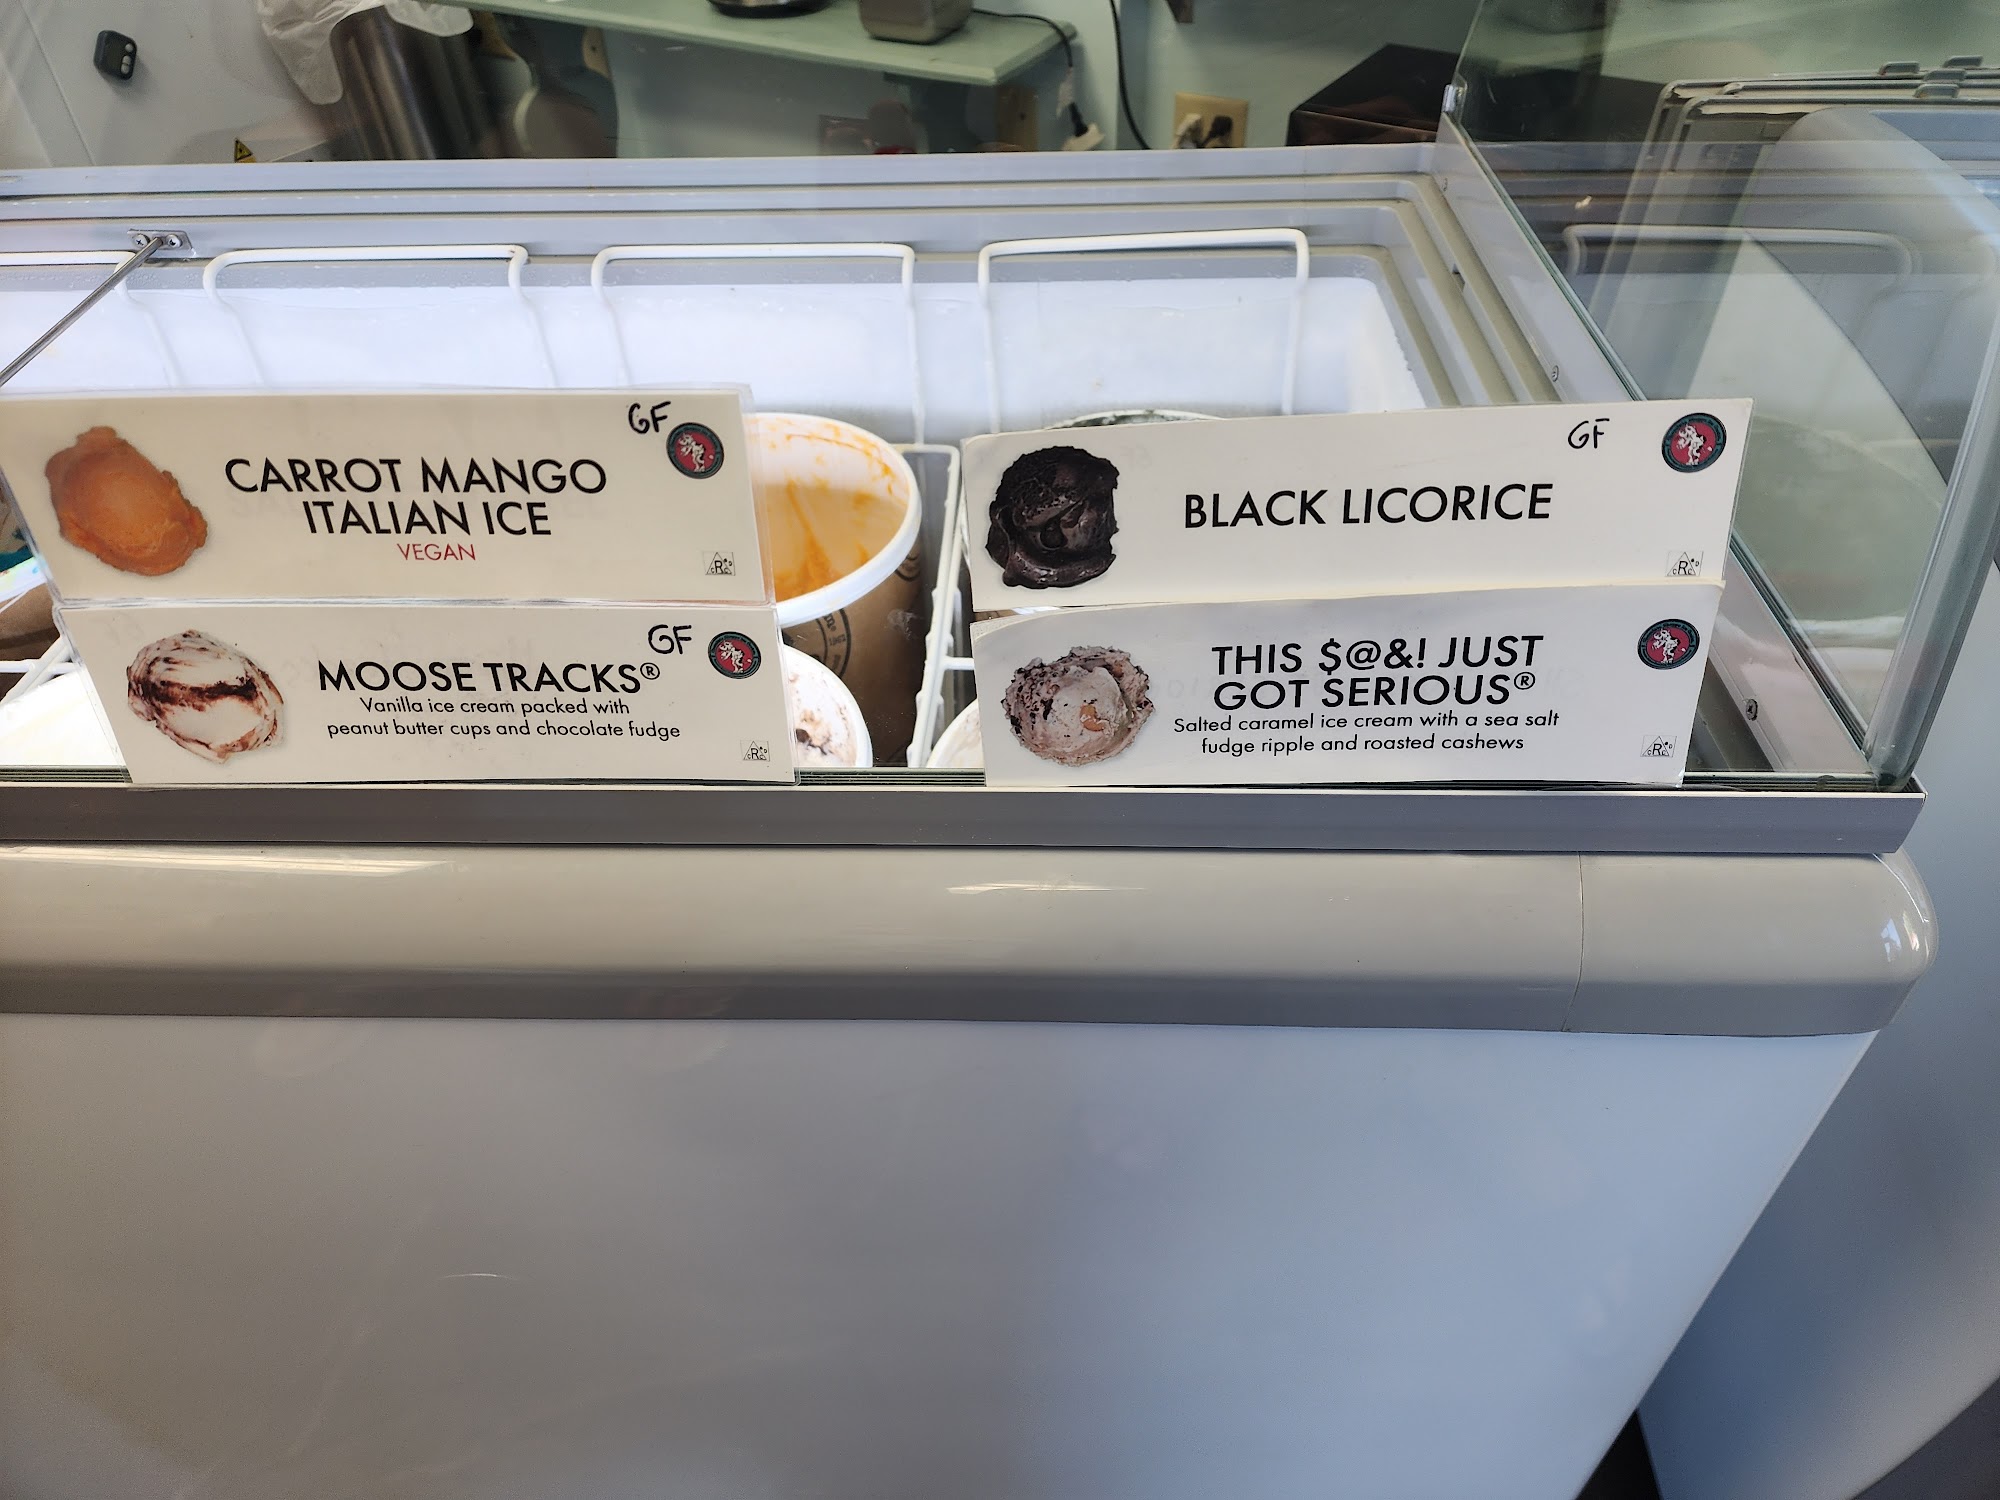 GF
CARROT MANGO
ITALIAN ICE
VEGAN
GF
MOOSE TRACKS®
Vanilla ice cream packed with
peanut butter cups and chocolate fudge
GF
BLACK LICORICE
THIS $@&! JUST
GOT SERIOUS®
Salted caramel ice cream with a sea salt
fudge ripple and roasted cashews